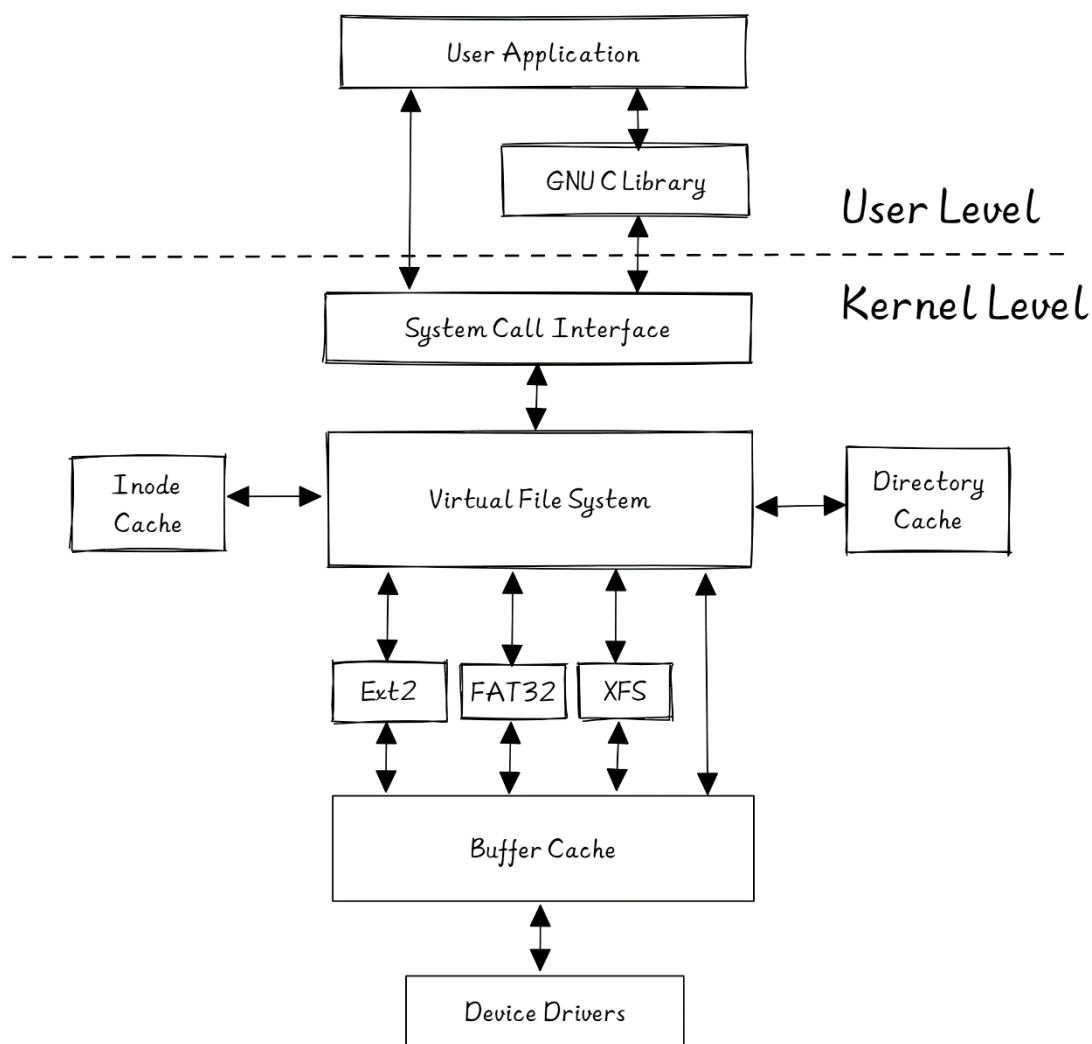 User Application
GNU C Library
User Level
Kernel Level
System Call Interface
Inode
Cache
Virtual File System
Directory
Cache
Ext2
FAT32
XFS
Buffer Cache
Device Drivers